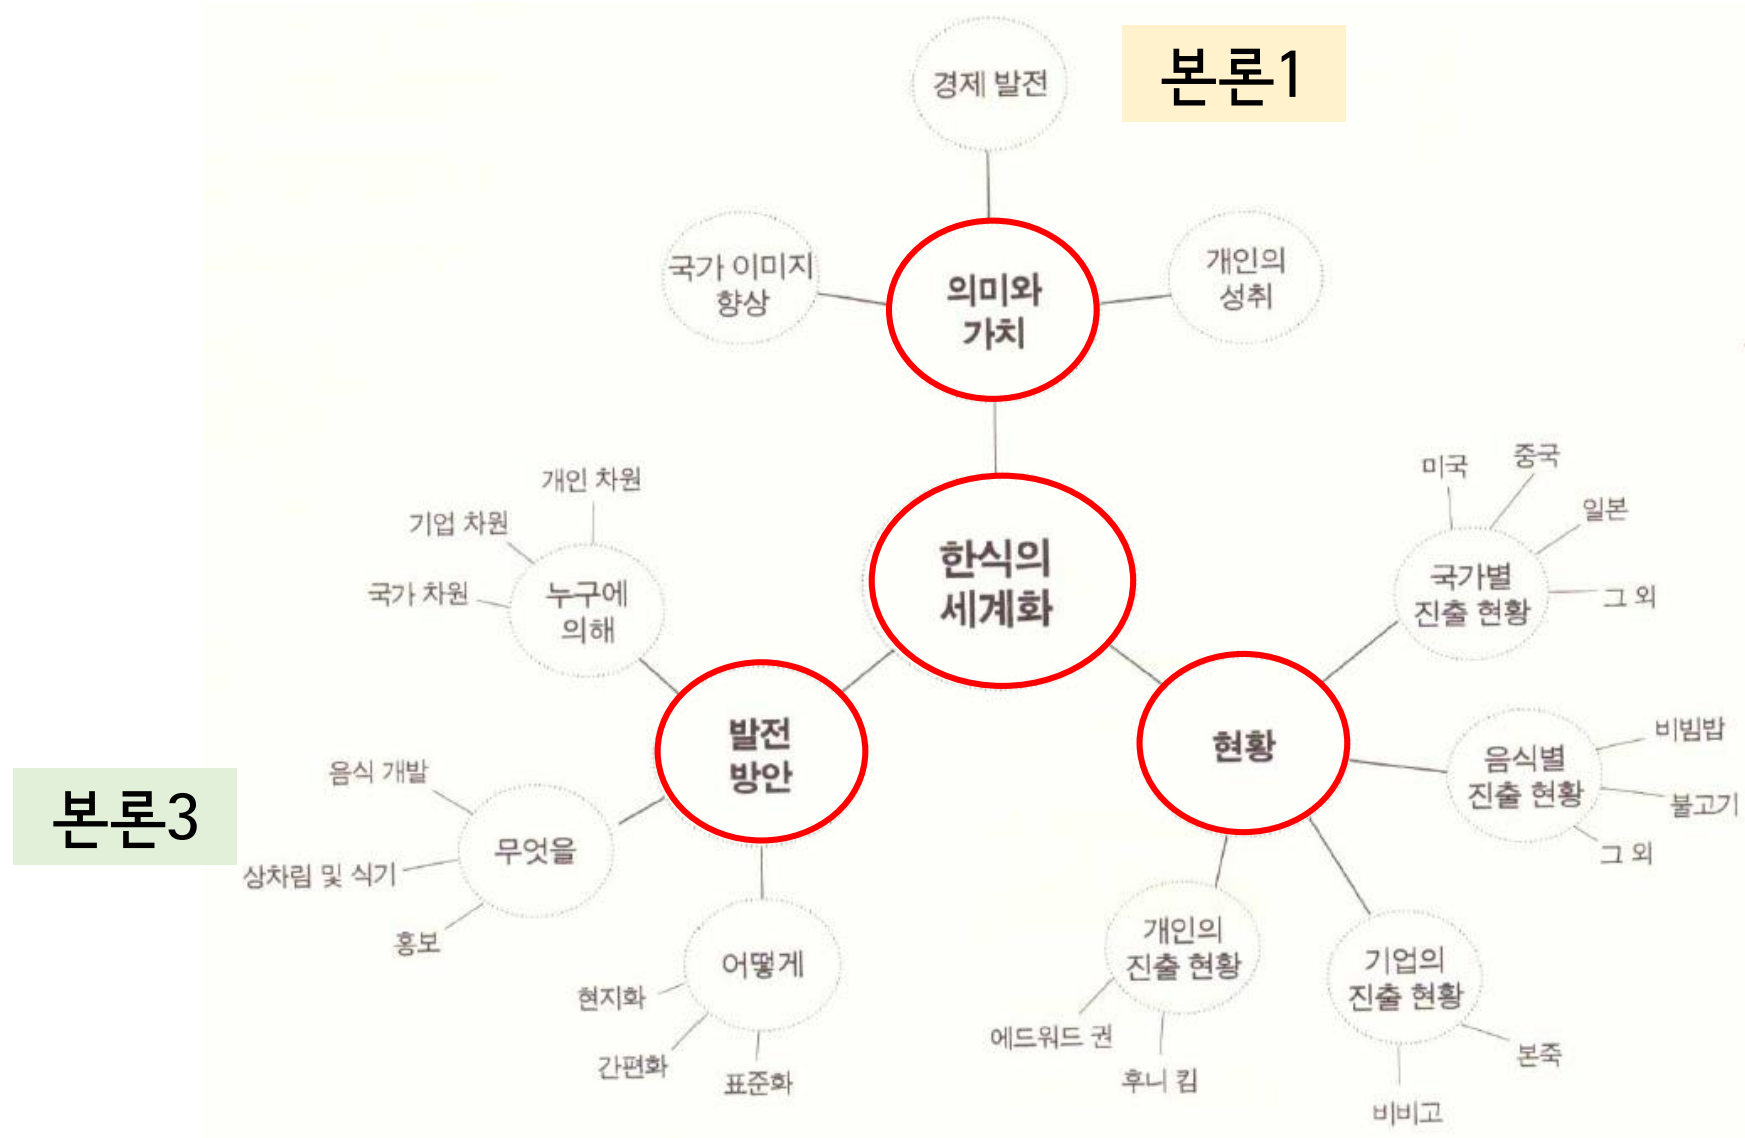 경제 발전
본론1
국가 이미지
향상
의미와
가치
개인의
성취
한식의
세계화
미국
중국
일본
그 외
국가별
진출 현황
개인 차원
기업 차원
국가 차원
누구에
의해
발전
방안
현황
음식별
진출 현황
비빔밥
불고기
그 외
본론3
음식 개발
상차림 및 식기
홍보
무엇을
어떻게
현지화
간편화
표준화
개인의
진출 현황
에드워드 권
후니 킴
기업의
진출 현황
본죽
비비고